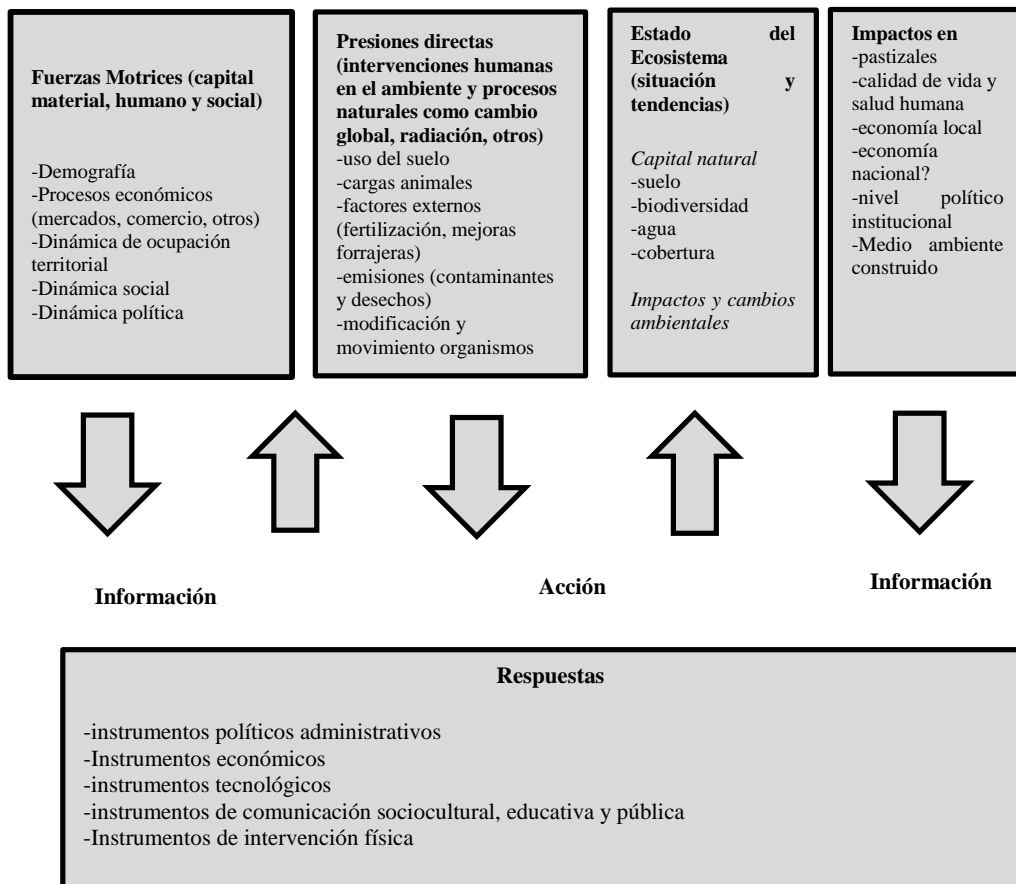 Fuerzas Motrices (capital
material, humano y social)
-Demografía
-Procesos económicos
(mercados, comercio, otros)
-Dinámica de ocupación
territorial
-Dinámica social
-Dinámica política
Presiones directas
(intervenciones humanas
en el ambiente y procesos
naturales como cambio
global, radiación, otros)
-uso del suelo
-cargas animales
-factores externos
(fertilización, mejoras
forrajeras)
-emisiones (contaminantes
y desechos)
-modificación y
movimiento organismos
Estado del
Ecosistema
(situación y
tendencias)
Capital natural
-suelo
-biodiversidad
-agua
-cobertura
Impactos y cambios
ambientales
Impactos en
-pastizales
-calidad de vida y
salud humana
-economía local
-economía
nacional?
-nivel político
institucional
-Medio ambiente
construido
Información
Acción
Información
Respuestas
-instrumentos políticos administrativos
-Instrumentos económicos
-instrumentos tecnológicos
-instrumentos de comunicación sociocultural, educativa y pública
-Instrumentos de intervención física